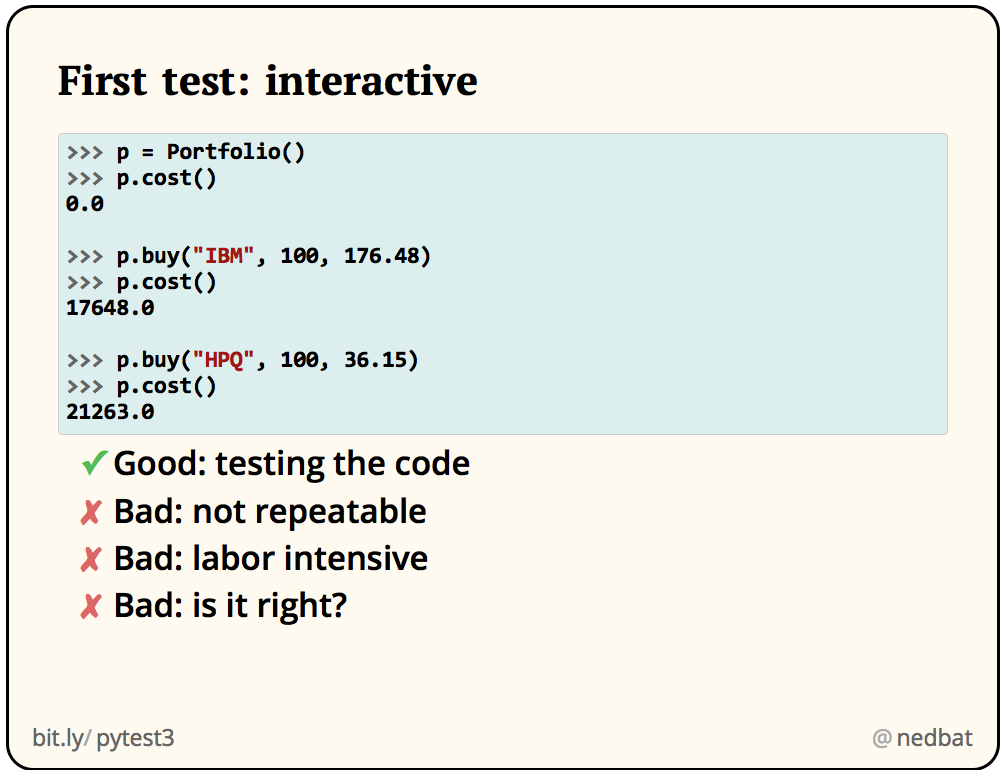 First test: interactive
>>> p = Portfolio()
>>> p.cost()
0.0
>>> p.buy("IBM", 100, 176.48)
>>> p.cost()
17648.0
>>> p.buy("HPQ", 100, 36.15)
>>> p.cost()
21263.0
✓ Good: testing the code
✗ Bad: not repeatable
✗ Bad: labor intensive
✗ Bad: is it right?
bit.ly/pytest3
@nedbat